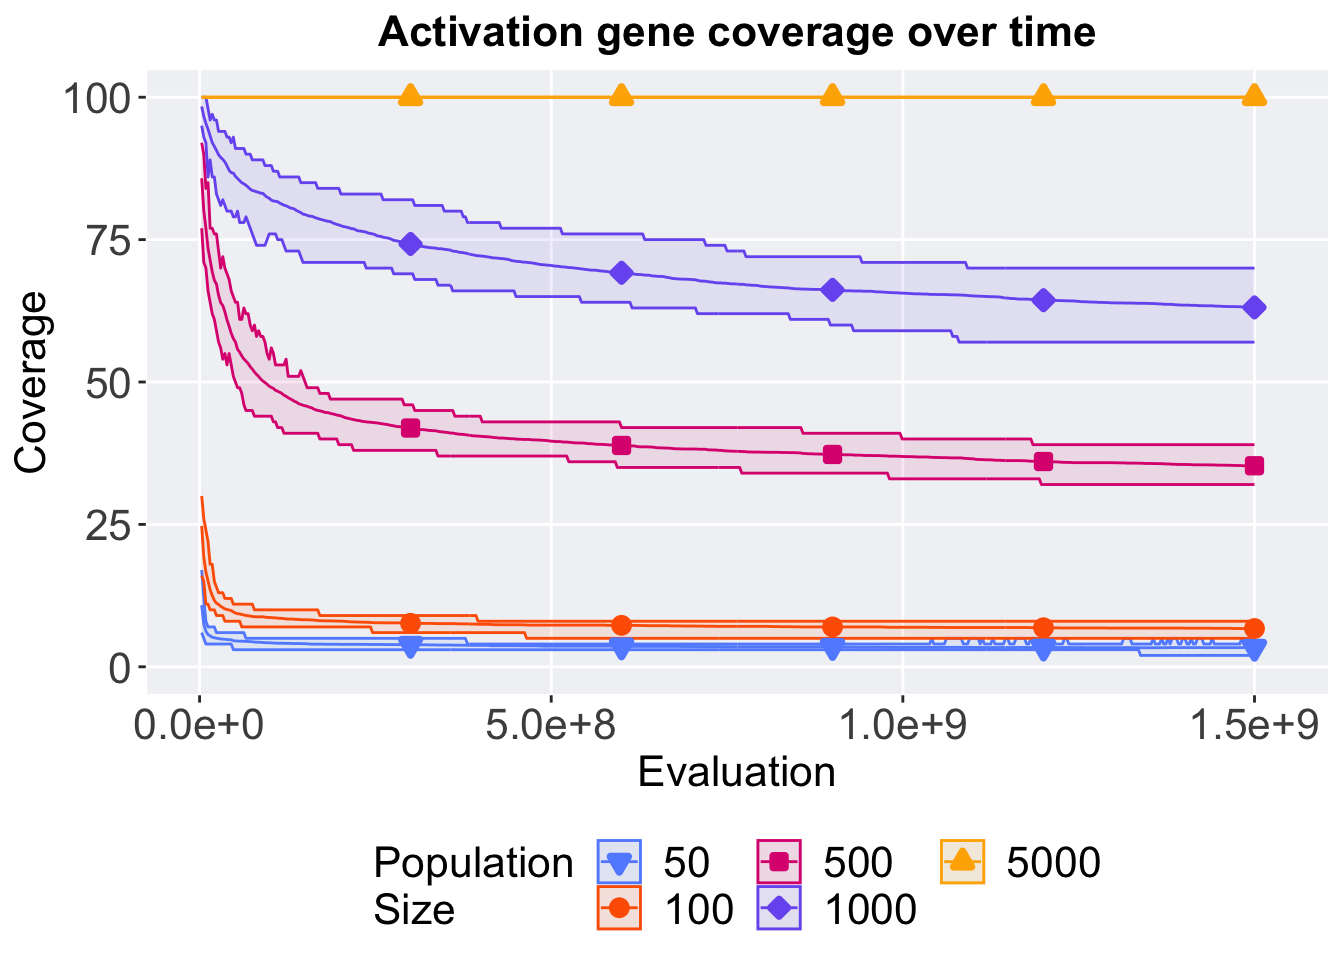 Activation gene coverage over time
Coverage
100
75
50
25
0
0.0e+0 5.0e+8 1.0e+9 1.5e+9
Evaluation
Population 50 500 5000
Size 100 1000